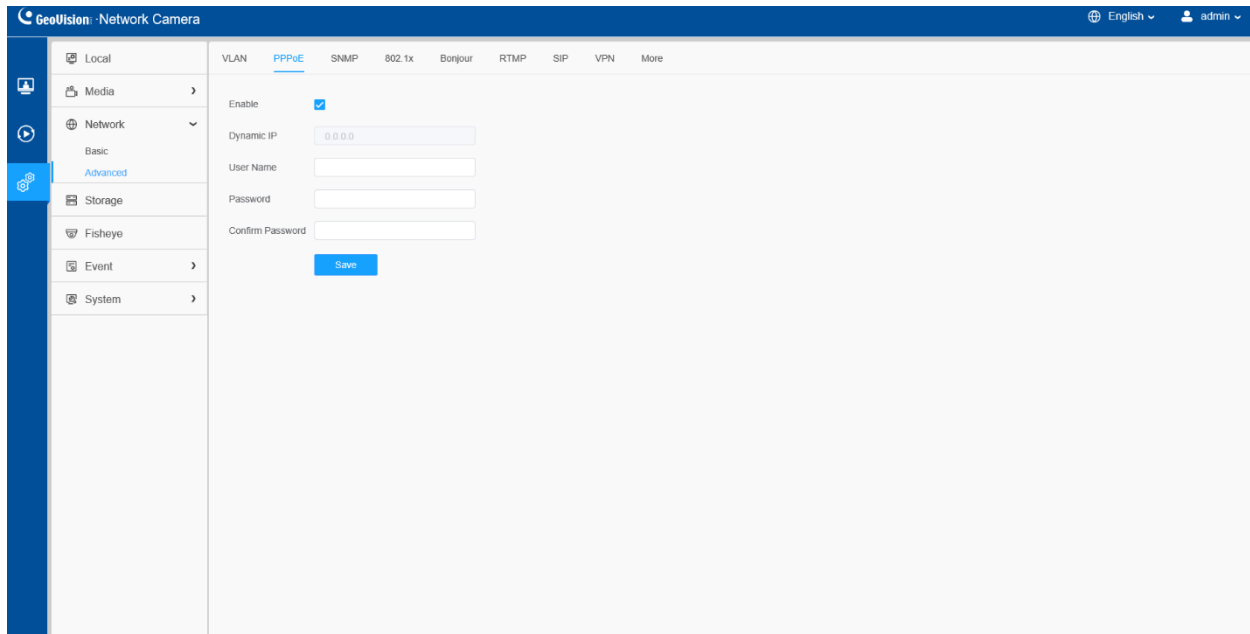 GeoVision Network Camera
English
admin
Local
Media
Network
Basic
Advanced
Storage
Fisheye
Event
System
VLAN PPPoE SNMP 802.1x Bonjour RTMP SIP VPN More
Enable
Dynamic IP 0.0.0.0
User Name
Password
Confirm Password
Save